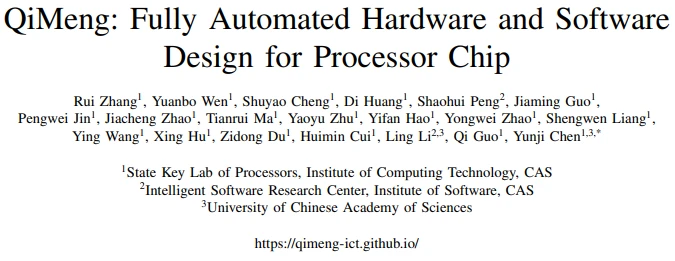 QiMeng: Fully Automated Hardware and Software
Design for Processor Chip
Rui Zhang¹, Yuanbo Wen¹, Shuyao Cheng¹, Di Huang¹, Shaohui Peng², Jiaming Guo¹,
Pengwei Jin¹, Jiacheng Zhao¹, Tianrui Ma¹, Yaoyu Zhu¹, Yifan Hao¹, Yongwei Zhao¹, Shengwen Liang¹,
Ying Wang¹, Xing Hu¹, Zidong Du¹, Huimin Cui¹, Ling Li²,³, Qi Guo¹, Yunji Chen¹,³,*
¹State Key Lab of Processors, Institute of Computing Technology, CAS
²Intelligent Software Research Center, Institute of Software, CAS
³University of Chinese Academy of Sciences
https://qimeng-ict.github.io/